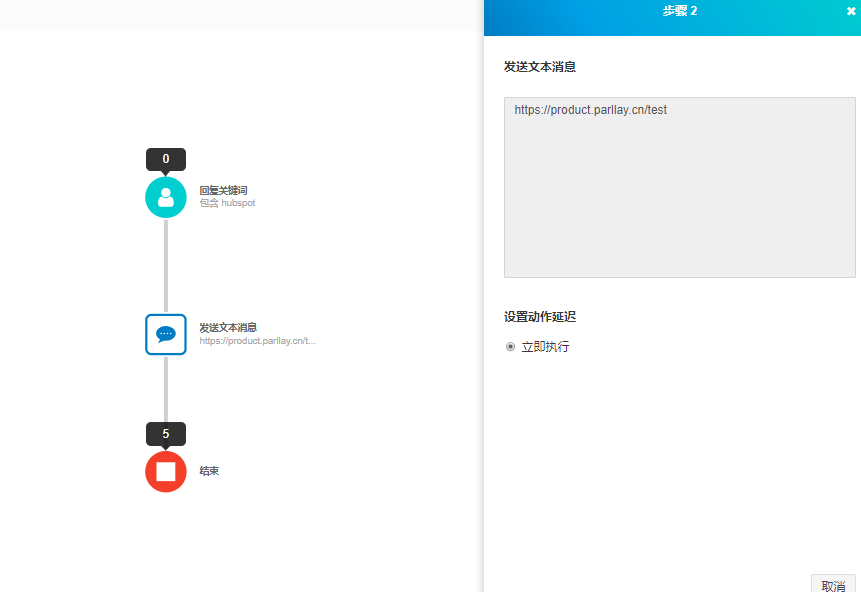 步骤 2
发送文本消息
https://product.parllay.cn/test
设置动作延迟
立即执行
取消
0
回复关键词
包含 hubspot
发送文本消息
https://product.parllay.cn/t...
5
结束